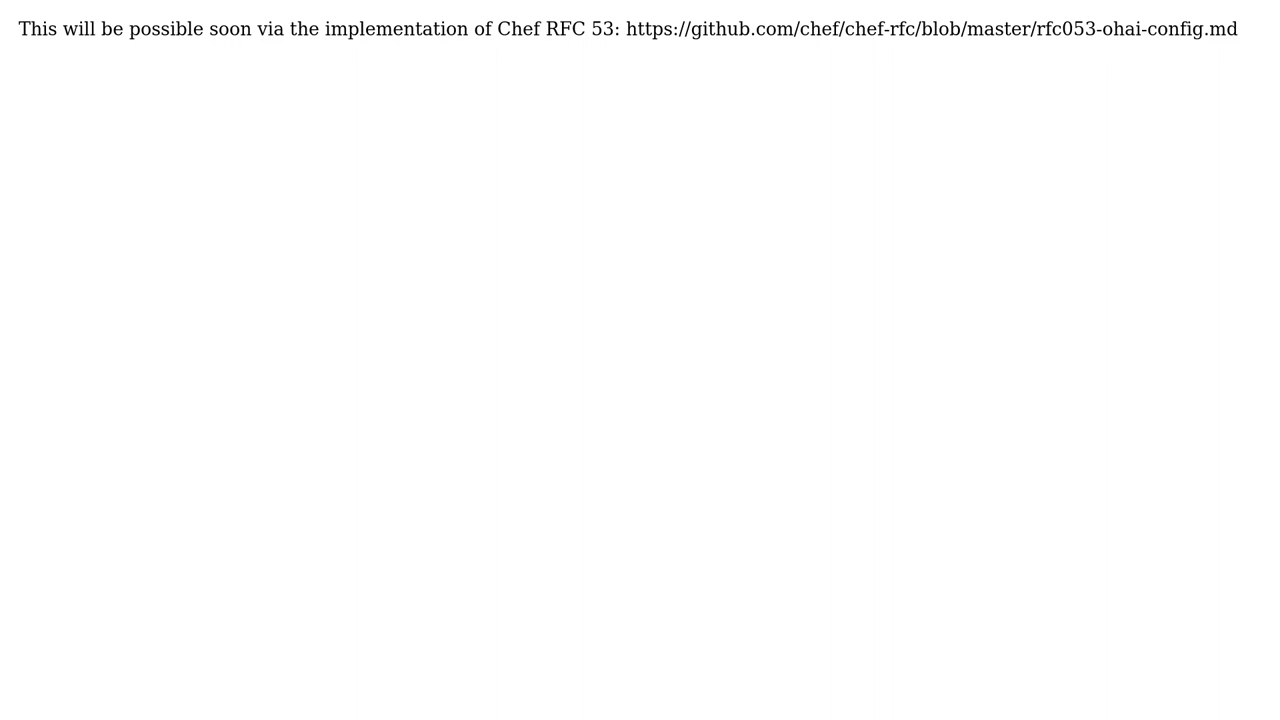 This will be possible soon via the implementation of Chef RFC 53: https://github.com/chef/chef-rfc/blob/master/rfc053-ohai-config.md